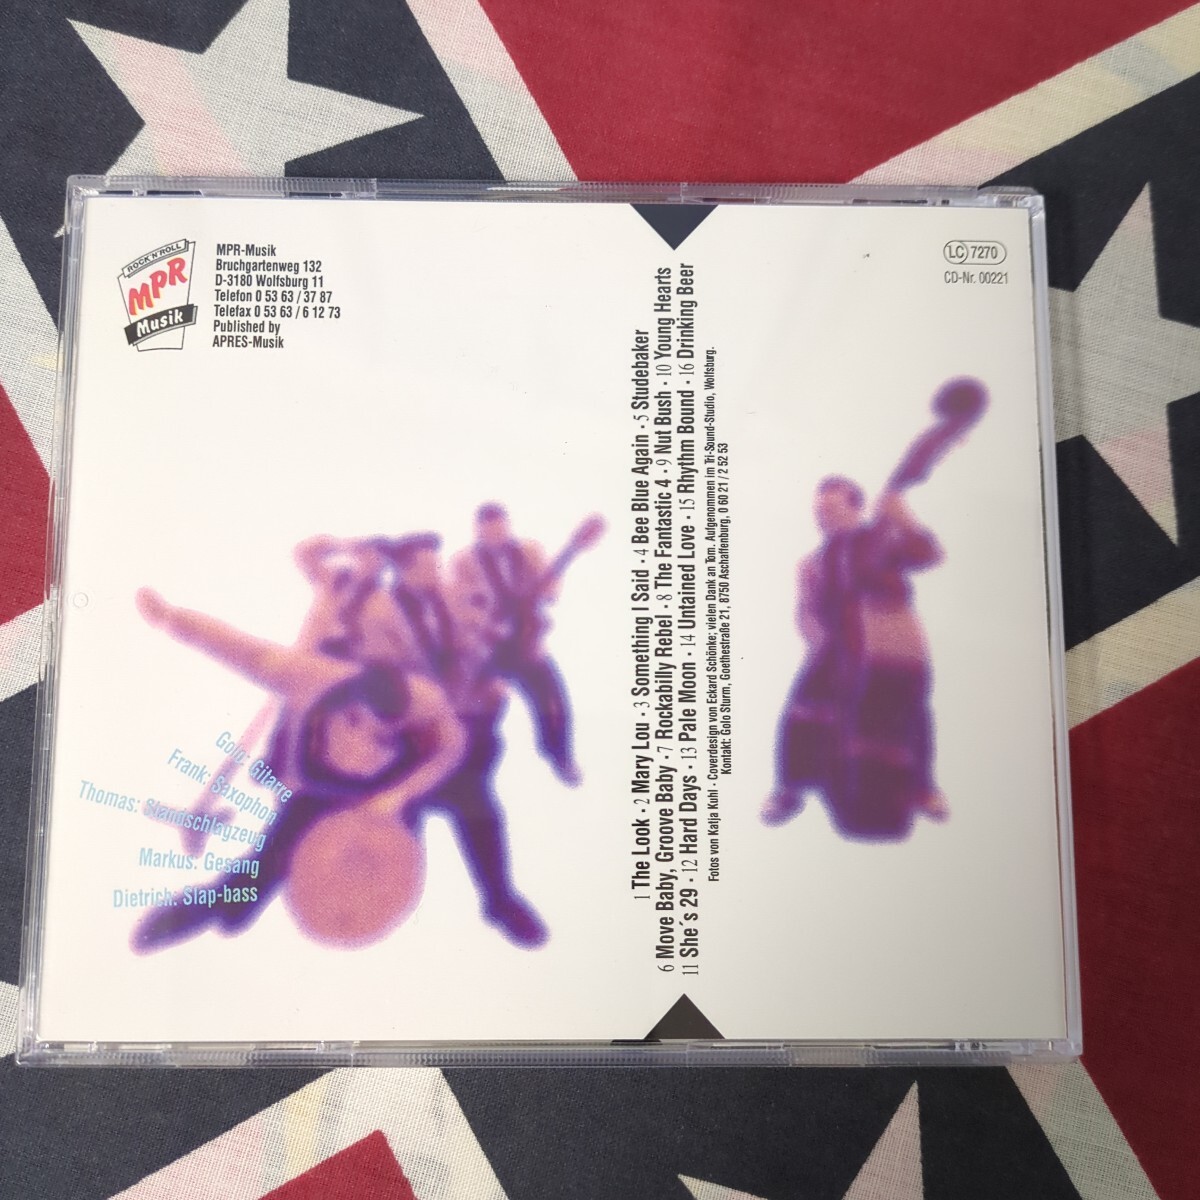 ROCK'N'ROLL
MPR
Musik
MPR-Musik
Bruchgartenweg 132
D-3180 Wolfsburg 11
Telefon 0 53 63 / 37 87
Telefax 0 53 63 / 6 12 73
Published by
APRES-Musik
LC 7270
CD-Nr. 00221
1 The Look · 2 Mary Lou · 3 Something I Said · 4 Bee Blue Again · 5 Studebaker
6 Move Baby, Groove Baby · 7 Rockabilly Rebel · 8 The Fantastic 4 · 9 Nut Bush · 10 Young Hearts
11 She´s 29 · 12 Hard Days · 13 Pale Moon · 14 Untained Love · 15 Rhythm Bound · 16 Drinking Beer
Fotos von Katja Kuhl · Coverdesign von Eckard Schönke; vielen Dank an Tom. Aufgenommen im Tri-Sound-Studio, Wolfsburg.
Kontakt: Golo Sturm, Goethestraße 21, 8750 Aschaffenburg, 0 60 21 / 2 52 53
Golo: Gitarre
Frank: Saxophon
Thomas: Standschlagzeug
Markus: Gesang
Dietrich: Slap-bass